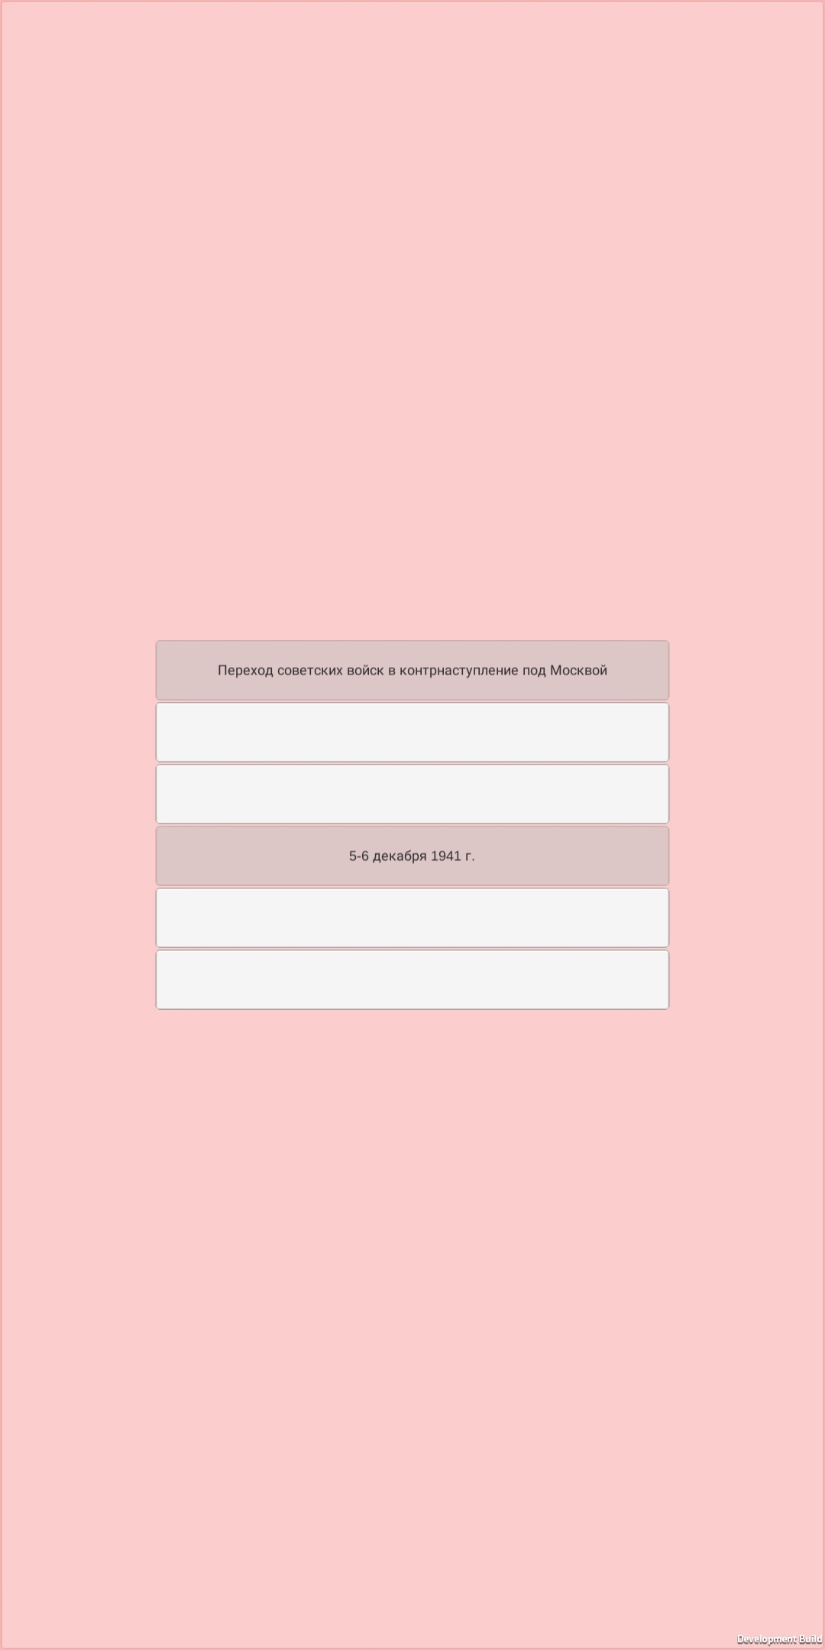 Переход советских войск в контрнаступление под Москвой
5-6 декабря 1941 г.
Development Build